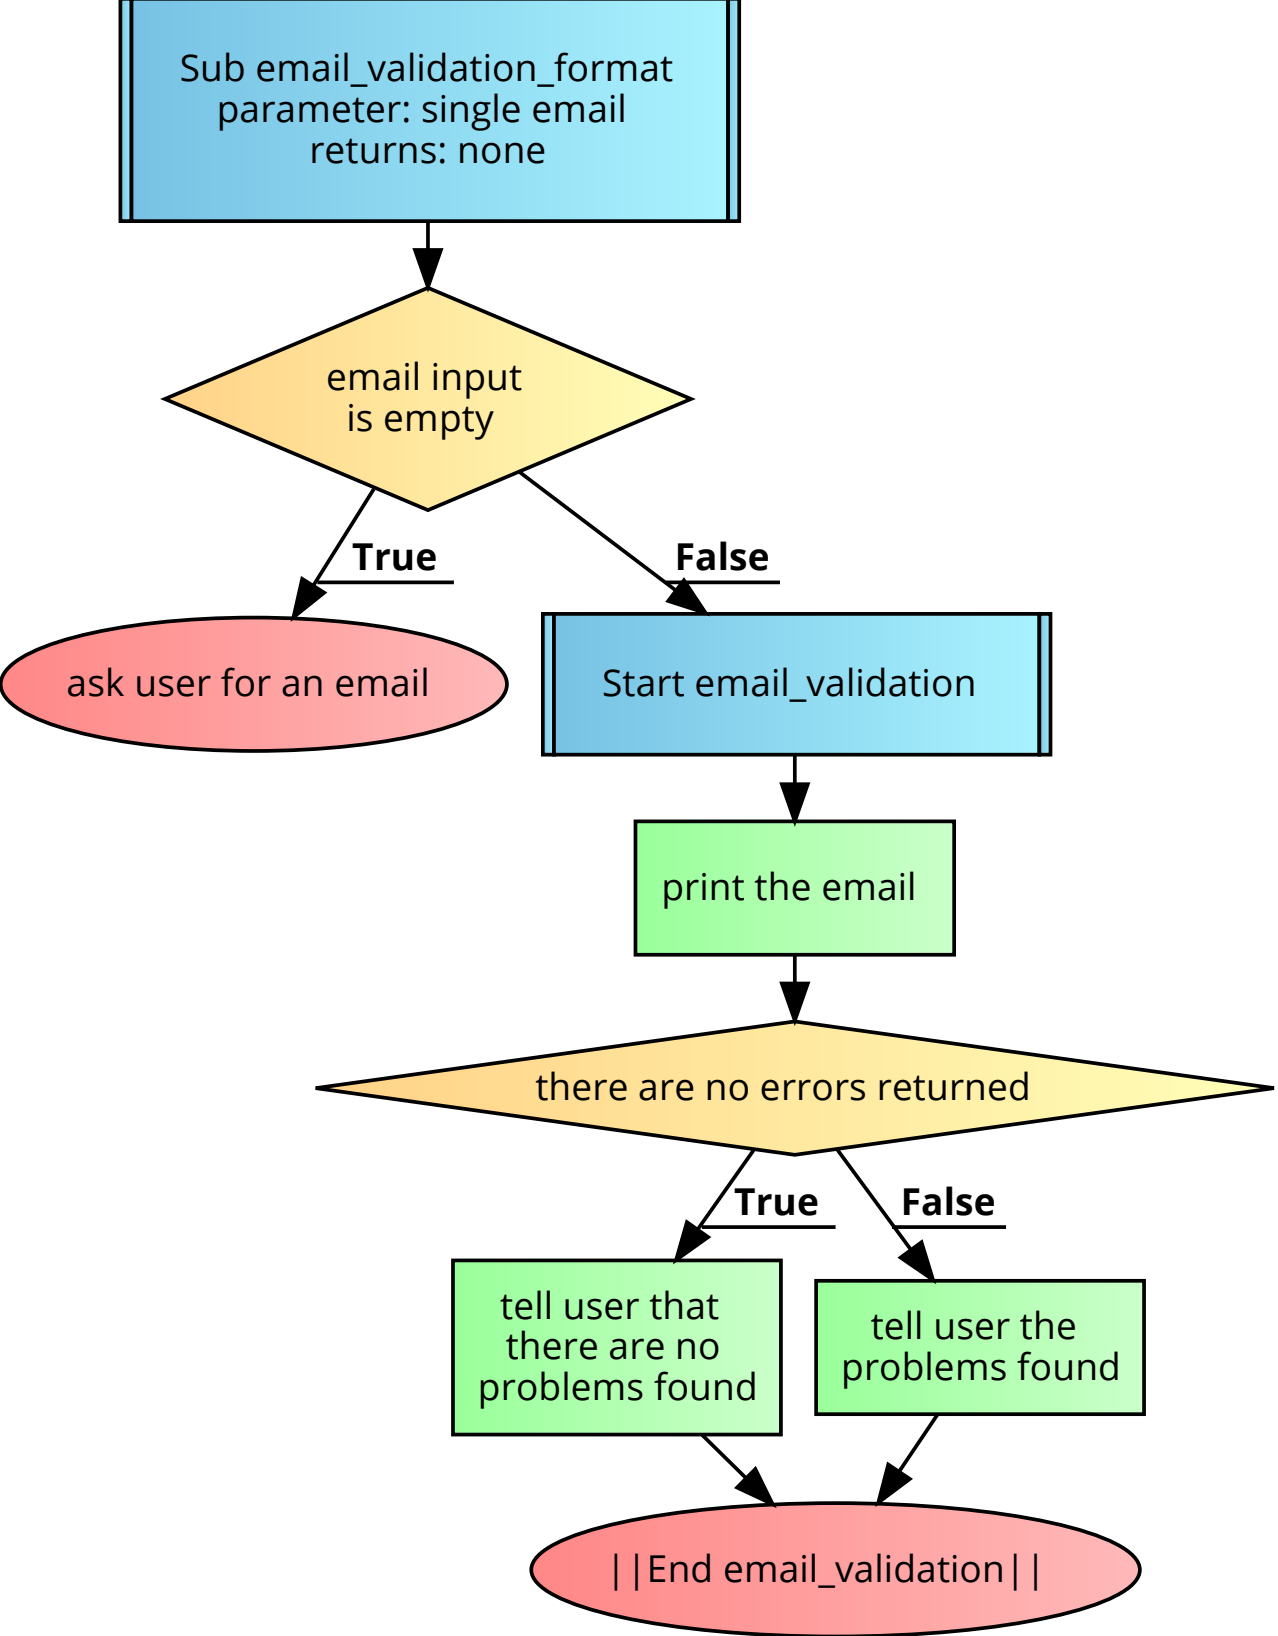 Sub email_validation_format
parameter: single email
returns: none
email input
is empty
True
False
ask user for an email
Start email_validation
print the email
there are no errors returned
True
False
tell user that
there are no
problems found
tell user the
problems found
||End email_validation||